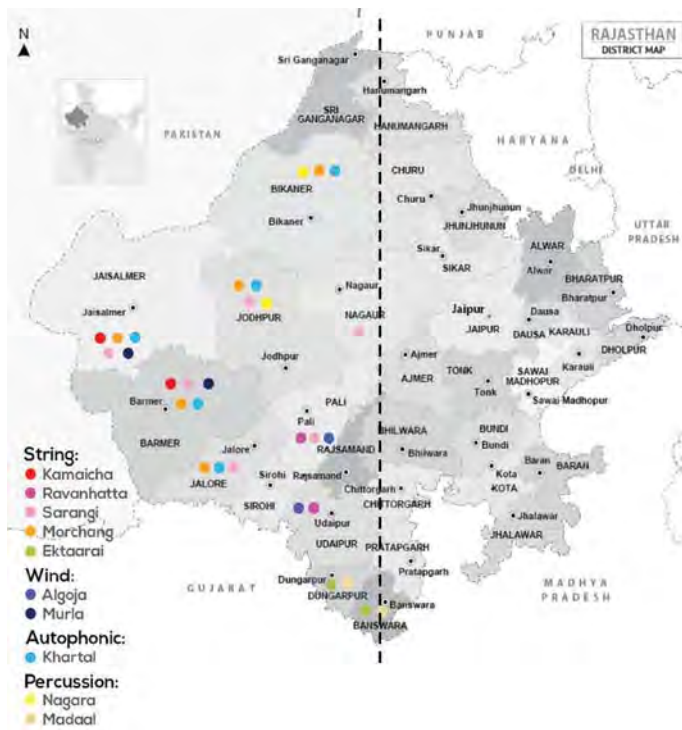 N
PUNJAB
RAJASTHAN
DISTRICT MAP
Sri Ganganagar
Hanumangarh
SRI
GANGANAGAR
HANUMANGARH
PAKISTAN
HARYANA
DELHI
CHURU
BIKANER
Churu
Jhunjhunun
JHUNJHUNUN
Bikaner
UTTAR
PRADESH
ALWAR
Sikar
SIKAR
Alwar
JAISALMER
BHARATPUR
Nagaur
Bharatpur
Jaisalmer
NAGAUR
JODHPUR
Jaipur
JAIPUR
Dausa
DAUSA
KARAULI
Dholpur
DHOLPUR
Ajmer
AJMER
Karauli
Jodhpur
TONK
Tonk
SAWAI
MADHOPUR
Sawai-Madhopur
Barmer
PALI
Pali
BHILWARA
BUNDI
Bundi
BARMER
Jalore
RAJSAMAND
Bhilwara
JALORE
Sirohi
Rajsamand
Kota
KOTA
Baran
BARAN
SIROHI
Chittorgarh
CHITTORGARH
Udaipur
UDAIPUR
Jhalawar
JHALAWAR
PRATAPGARH
Pratapgarh
GUJARAT
Dungarpur
DUNGARPUR
MADHYA
PRADESH
Banswara
BANSWARA
String:
Kamaicha
Ravanhatta
Sarangi
Morchang
Ektaarai
Wind:
Algoja
Murla
Autophonic:
Khartal
Percussion:
Nagara
Madaal